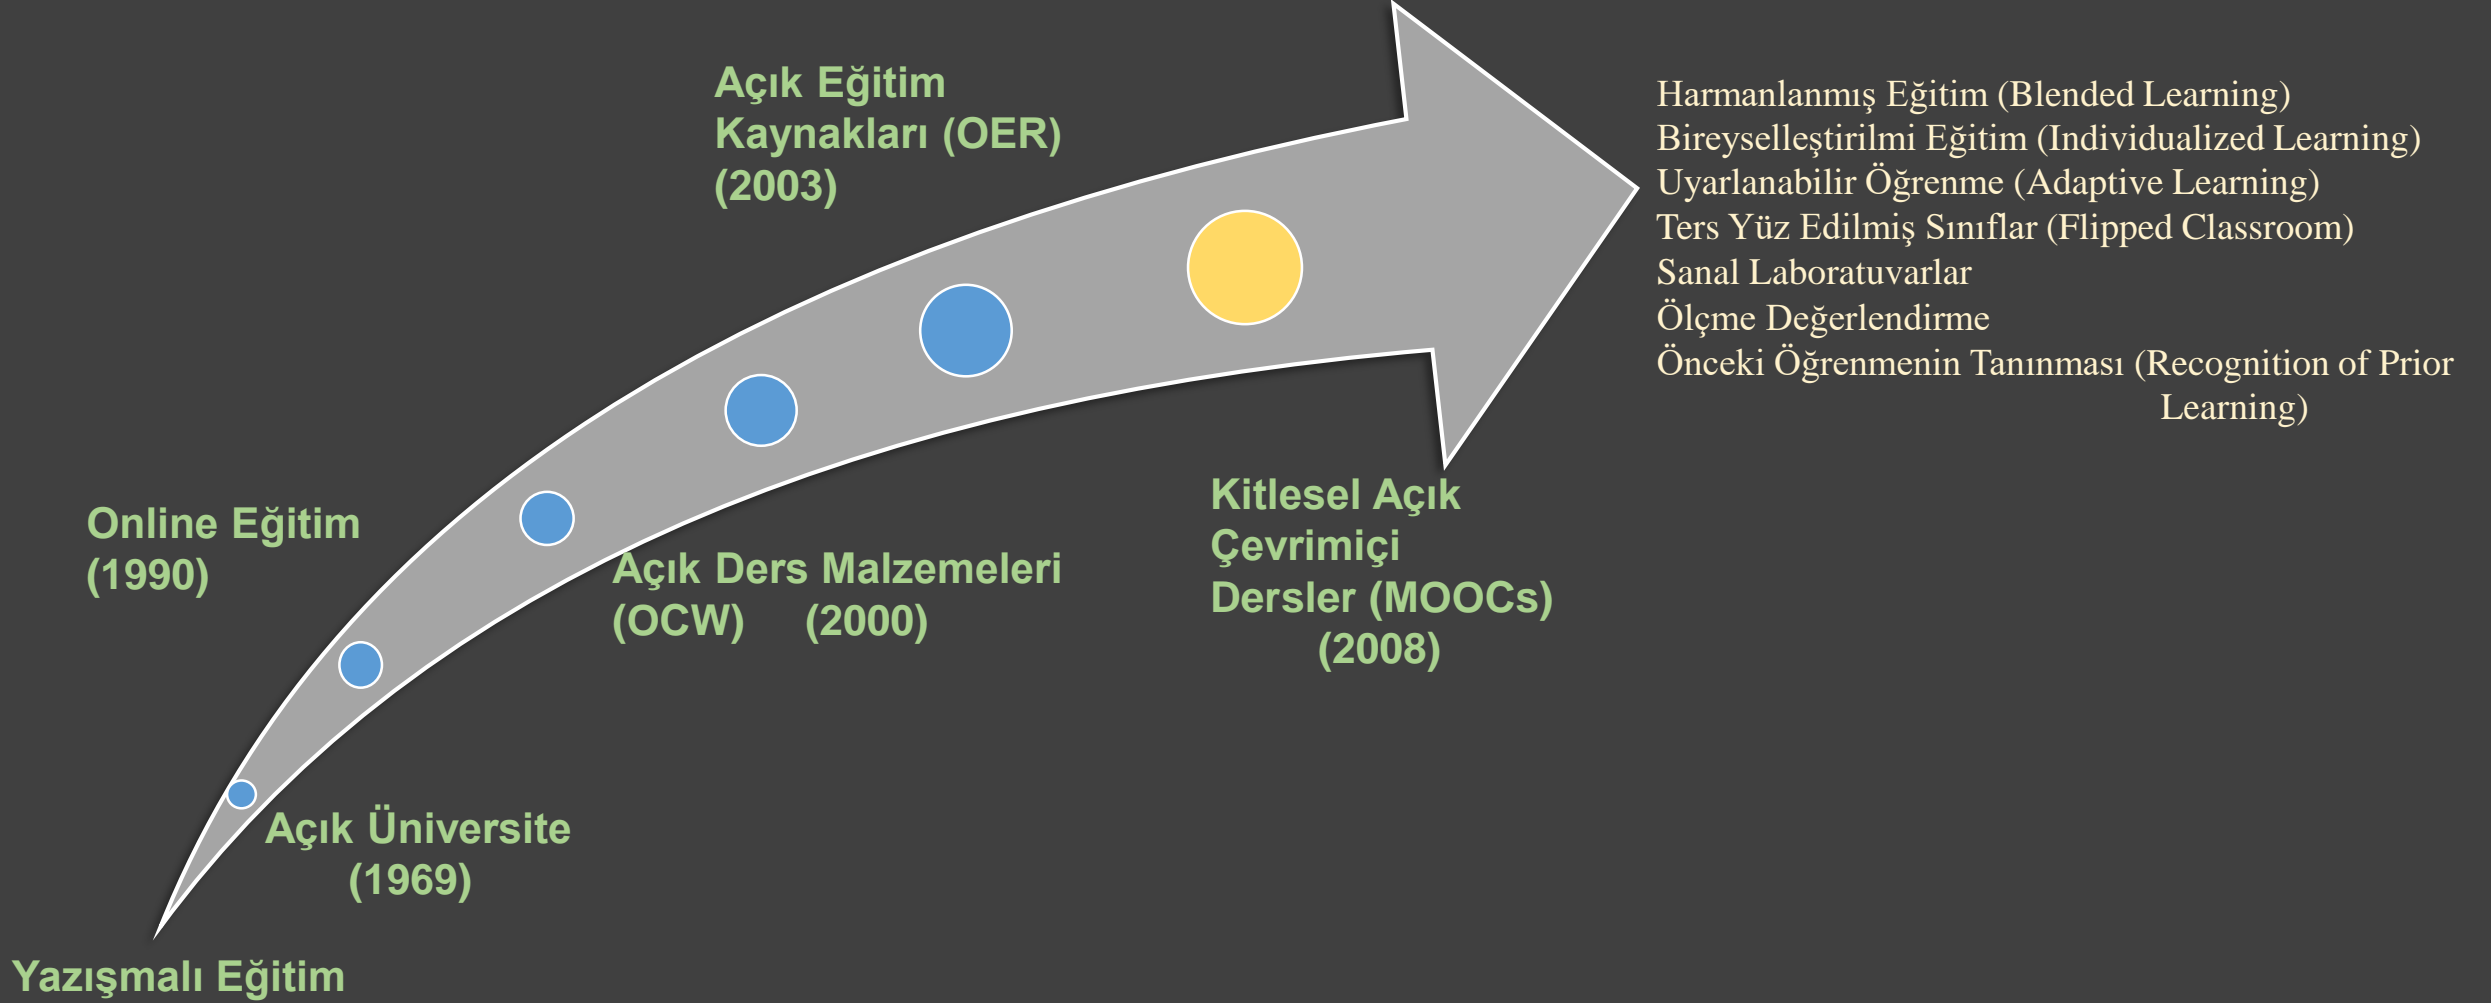 Açık Eğitim
Kaynakları (OER)
(2003)
Harmanlanmış Eğitim (Blended Learning)
Bireyselleştirilmi Eğitim (Individualized Learning)
Uyarlanabilir Öğrenme (Adaptive Learning)
Ters Yüz Edilmiş Sınıflar (Flipped Classroom)
Sanal Laboratuvarlar
Ölçme Değerlendirme
Önceki Öğrenmenin Tanınması (Recognition of Prior
Learning)
Online Eğitim
(1990)
Açık Ders Malzemeleri
(OCW) (2000)
Kitlesel Açık
Çevrimiçi
Dersler (MOOCs)
(2008)
Açık Üniversite
(1969)
Yazışmalı Eğitim